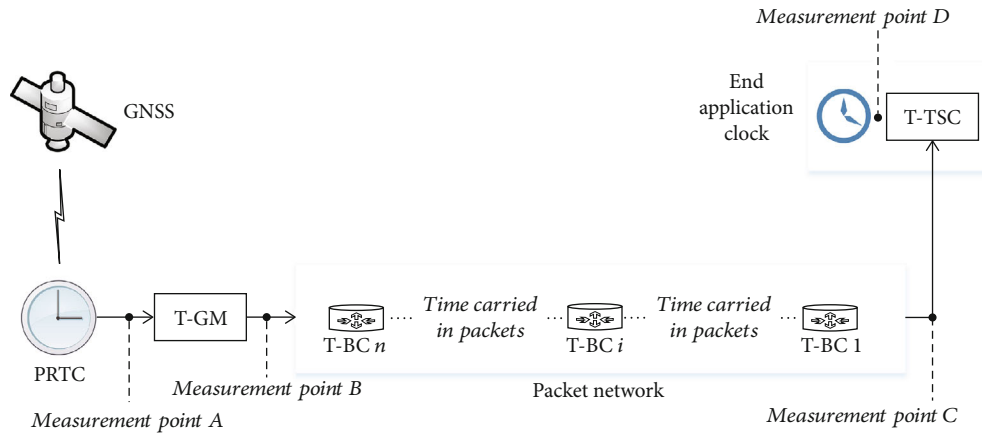 Measurement point D
GNSS
End
application
clock
T-TSC
T-GM
Time carried
in packets
Time carried
in packets
T-BC n
T-BC i
T-BC 1
PRTC
Measurement point B
Packet network
Measurement point A
Measurement point C